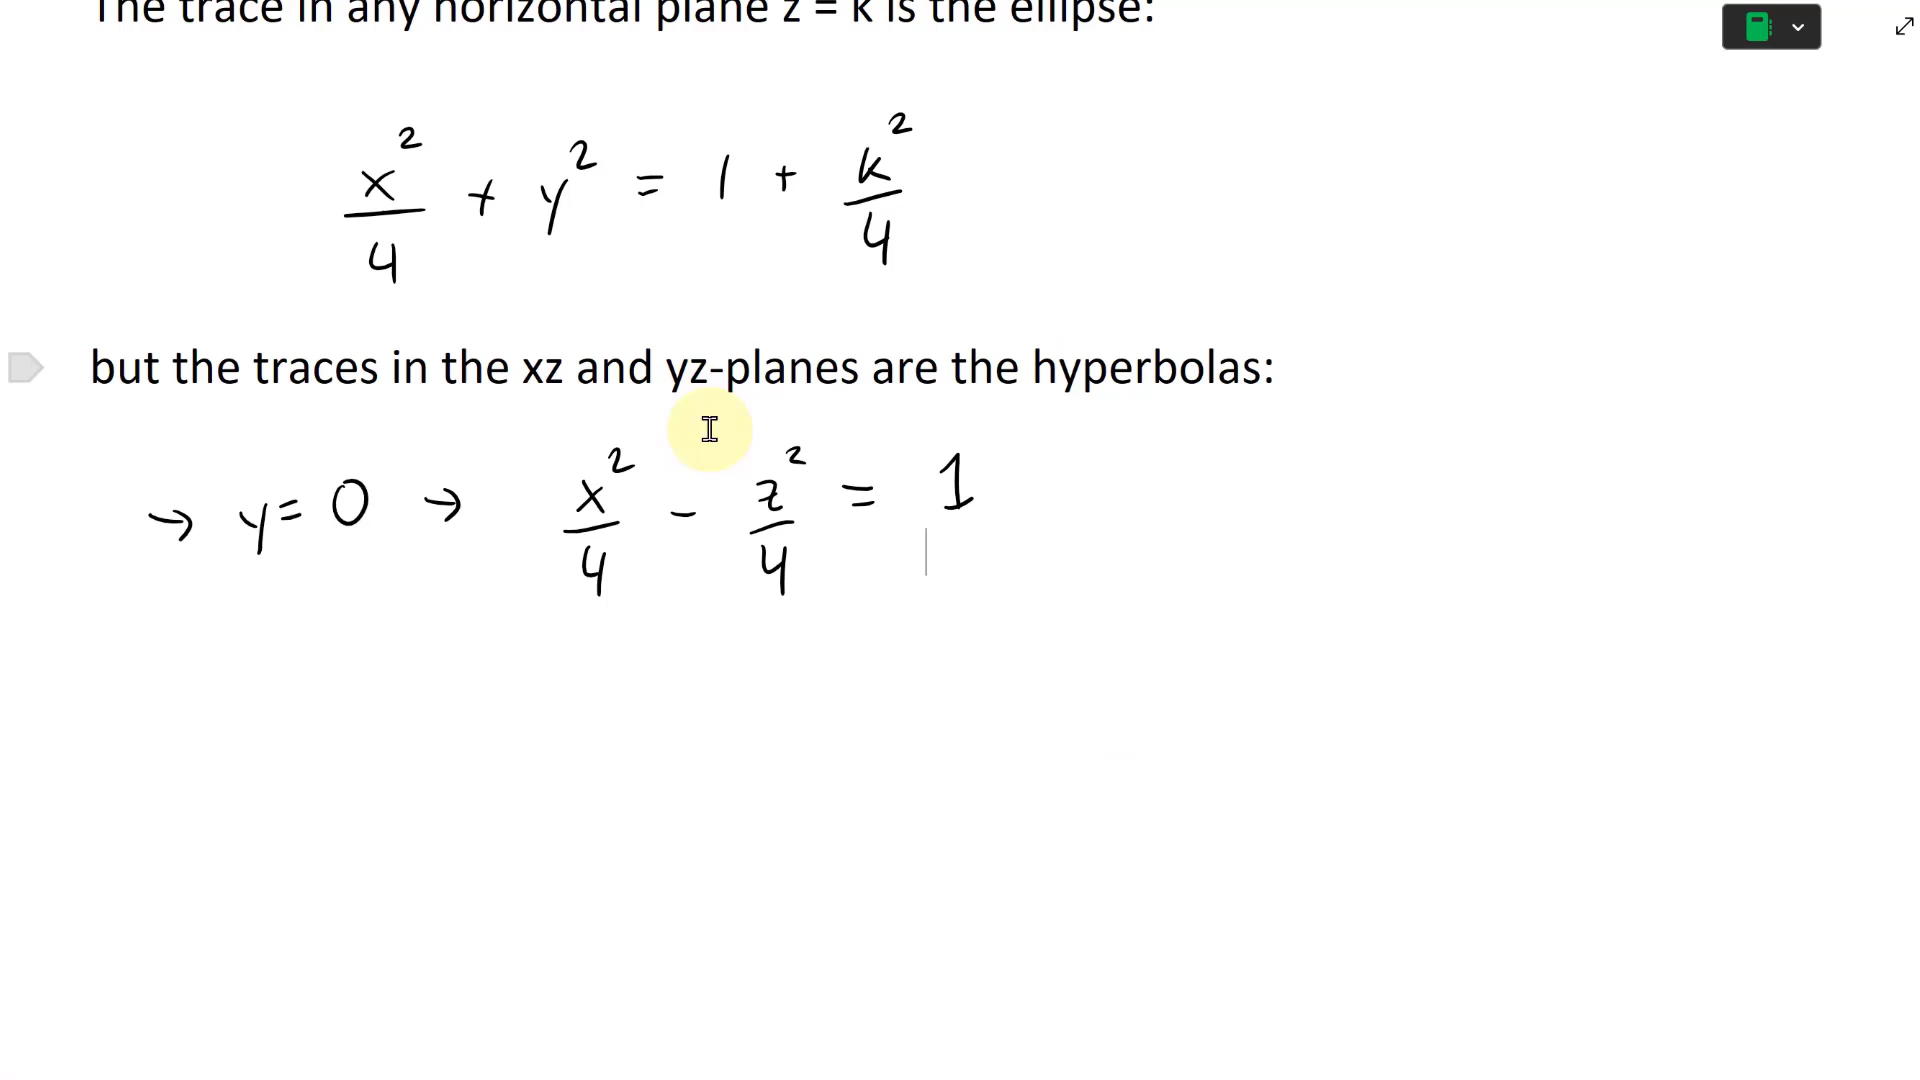 The trace in any horizontal plane z = k is the ellipse:
x²/4 + y² = 1 + k²/4
but the traces in the xz and yz-planes are the hyperbolas:
→ y = 0 → x²/4 - z²/4 = 1